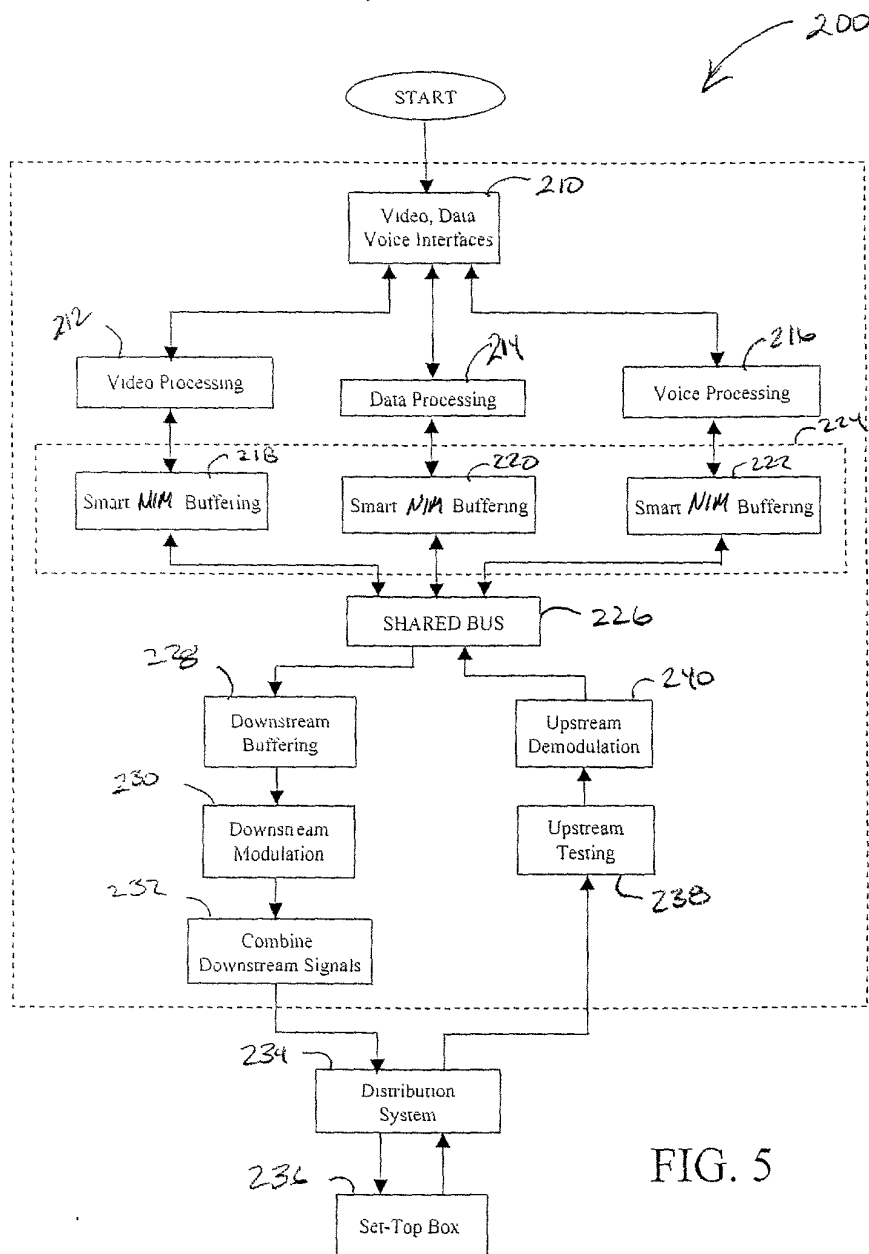 200
START
210
Video, Data
Voice Interfaces
212
Video Processing
214
Data Processing
216
Voice Processing
224
218
Smart NIM Buffering
220
Smart NIM Buffering
222
Smart NIM Buffering
SHARED BUS
226
228
Downstream
Buffering
240
Upstream
Demodulation
230
Downstream
Modulation
Upstream
Testing
238
232
Combine
Downstream Signals
234
Distribution
System
236
Set-Top Box
FIG. 5